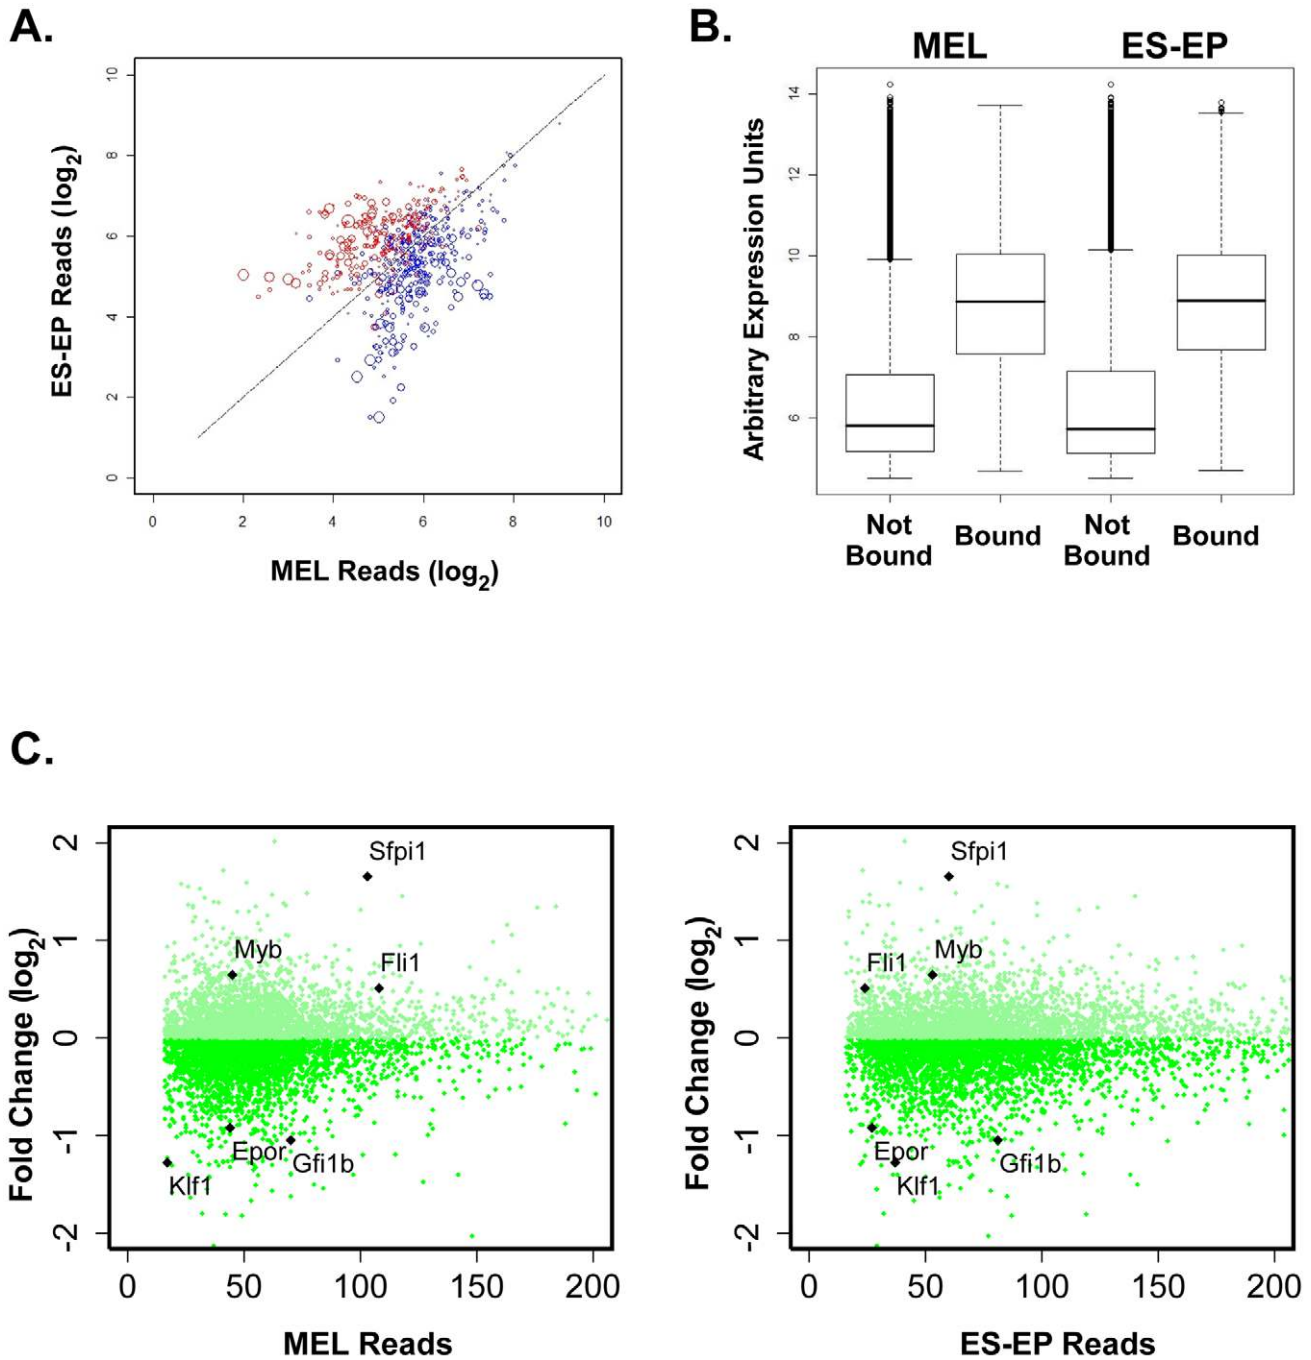 A.
ES-EP Reads (log2)
10
8
6
4
2
0
0 2 4 6 8 10
MEL Reads (log2)
B.
MEL ES-EP
Arbitrary Expression Units
14
12
10
8
6
Not Bound
Bound
Not Bound
Bound
C.
Fold Change (log2)
2
1
0
-1
-2
Sfpi1
Myb
Fli1
Epor
Gfi1b
Klf1
0 50 100 150 200
MEL Reads
Fold Change (log2)
2
1
0
-1
-2
Sfpi1
Fli1
Myb
Epor
Gfi1b
Klf1
0 50 100 150 200
ES-EP Reads